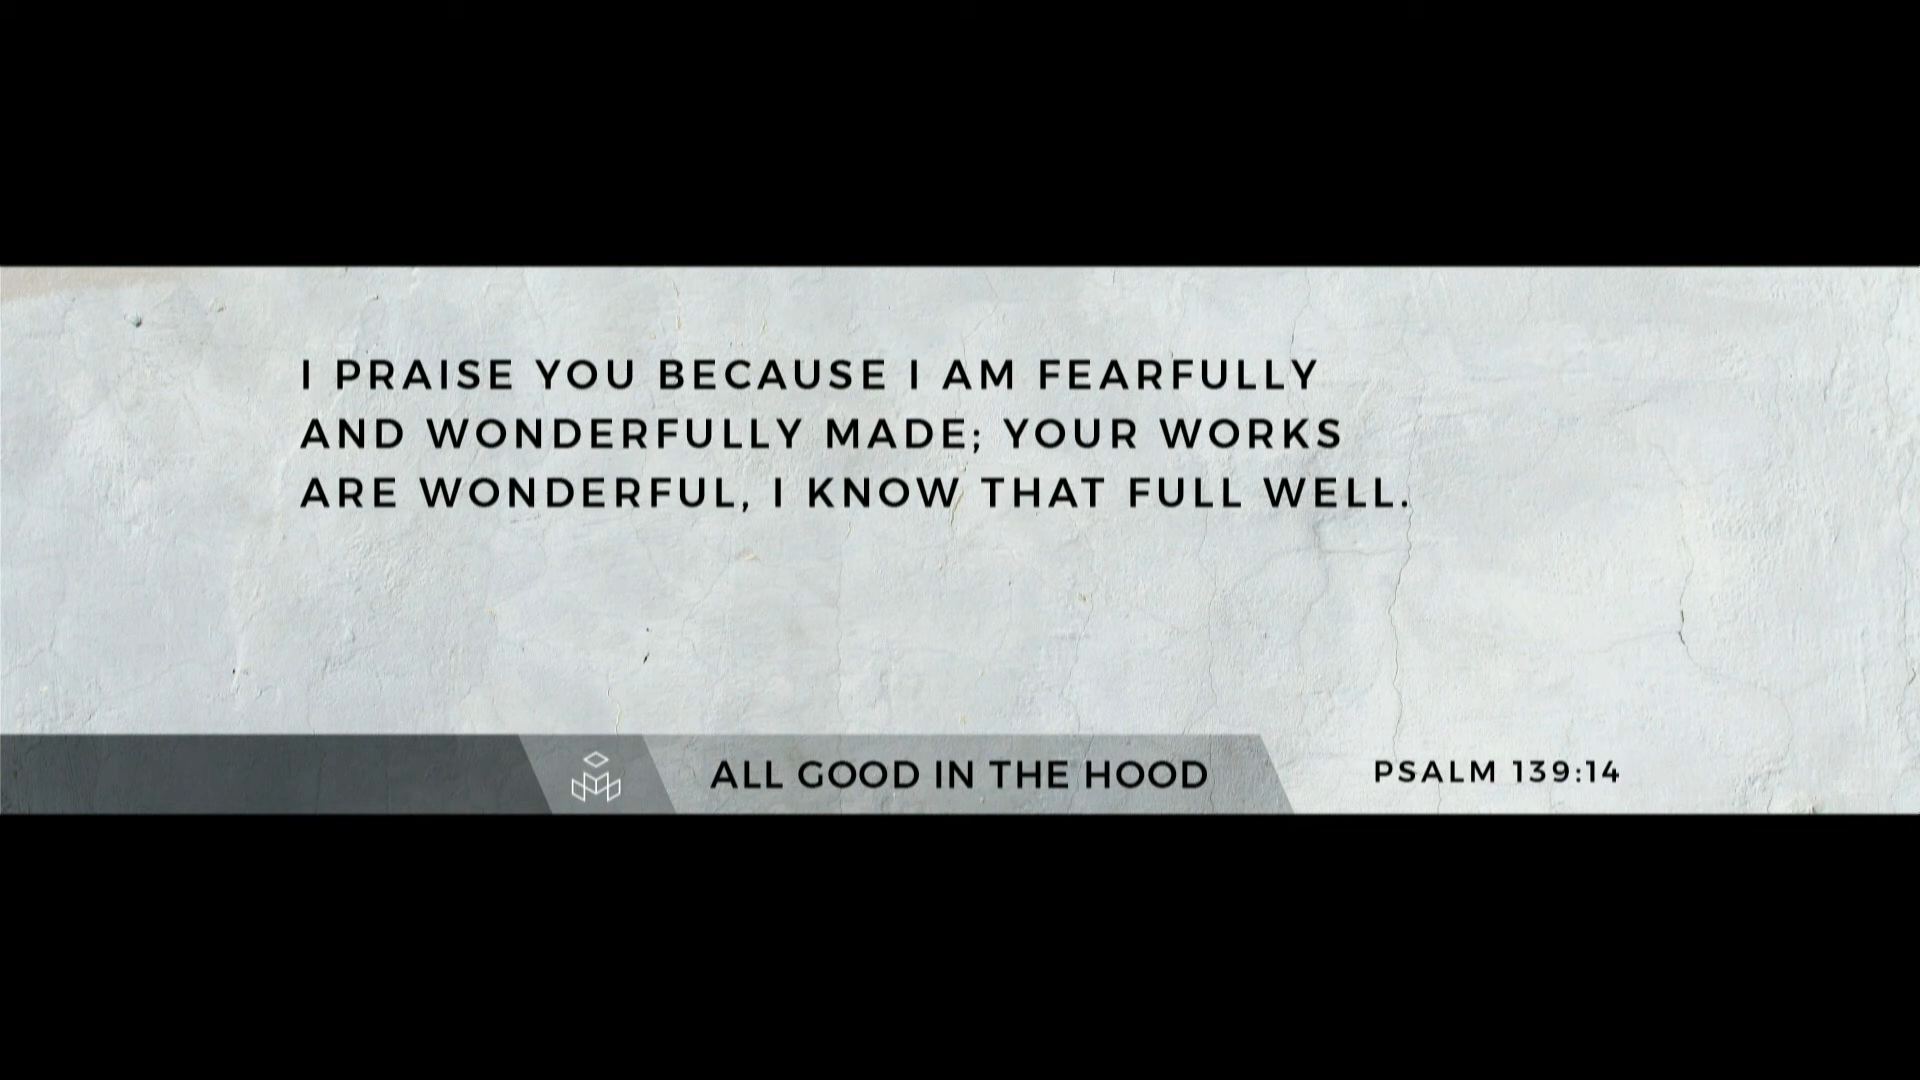 I PRAISE YOU BECAUSE I AM FEARFULLY
AND WONDERFULLY MADE; YOUR WORKS
ARE WONDERFUL, I KNOW THAT FULL WELL.
ALL GOOD IN THE HOOD
PSALM 139:14